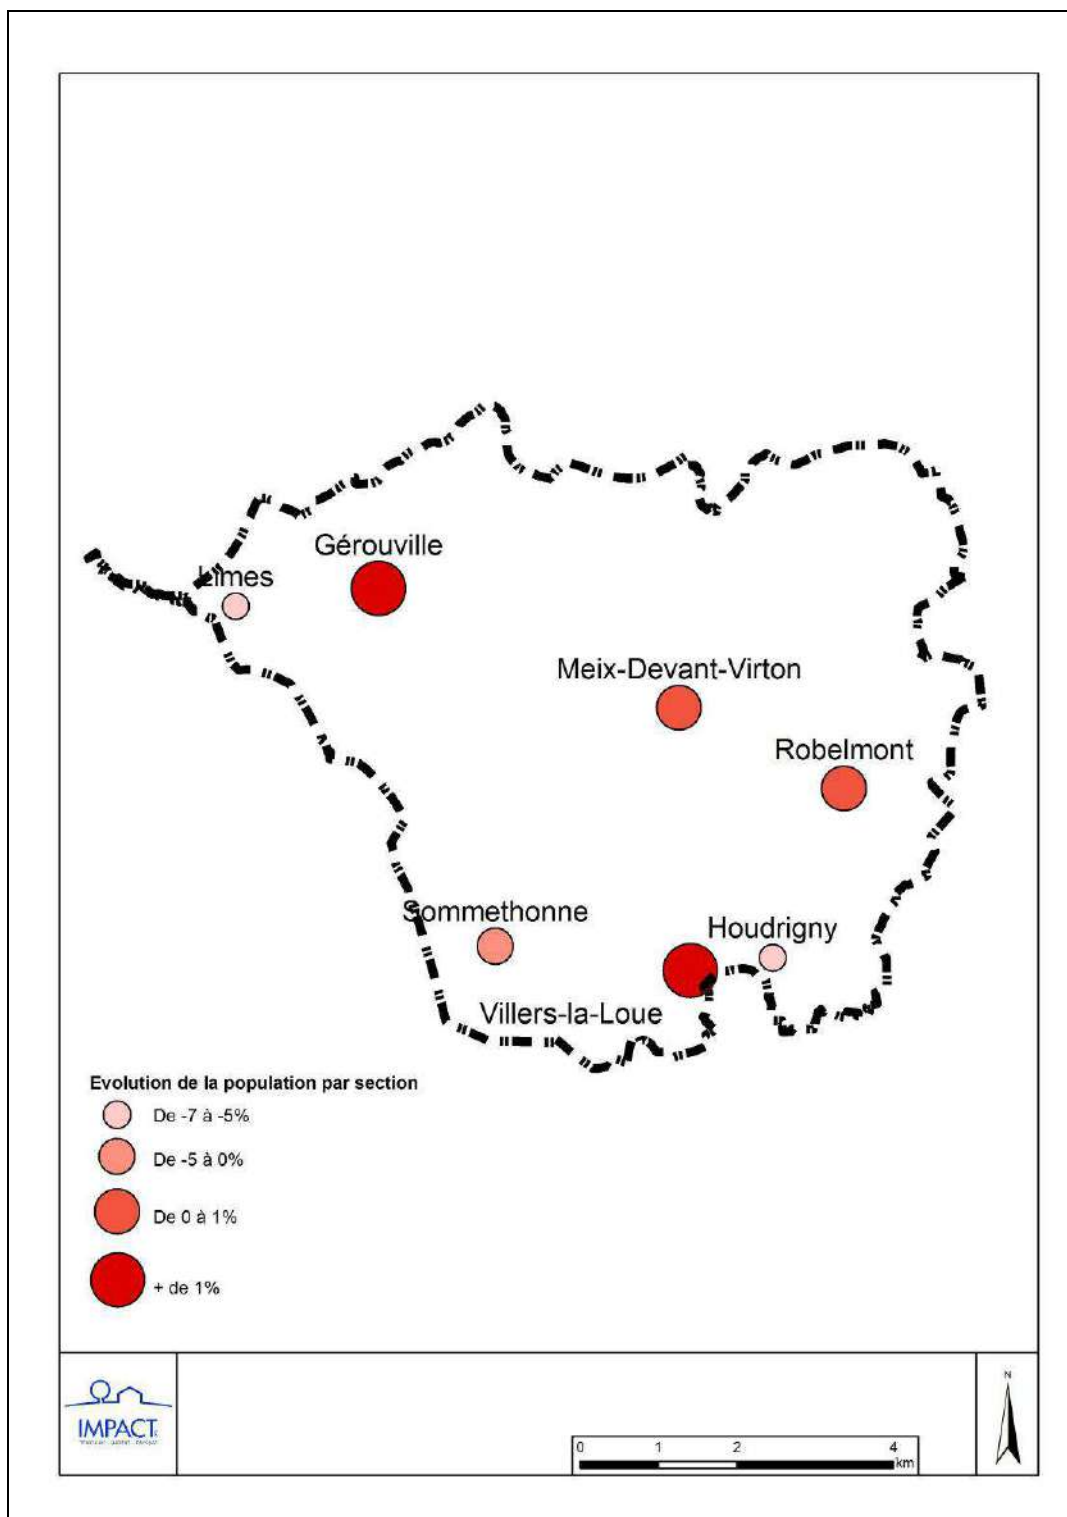 Gérouville
Limes
Meix-Devant-Virton
Robelmont
Sommethonne
Houdrigny
Villers-la-Loue
Evolution de la population par section
De -7 à -5%
De -5 à 0%
De 0 à 1%
+ de 1%
IMPACT
N
0 1 2 4
km